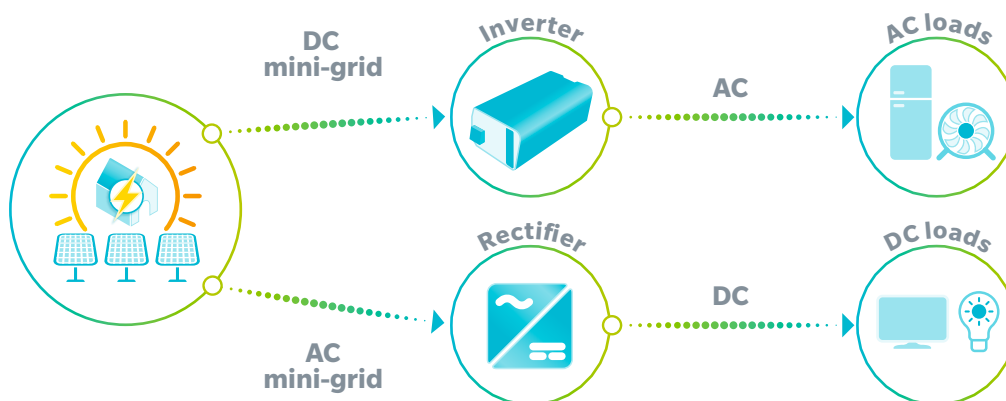 DC
mini-grid
Inverter
AC
AC loads
AC
mini-grid
Rectifier
DC
DC loads